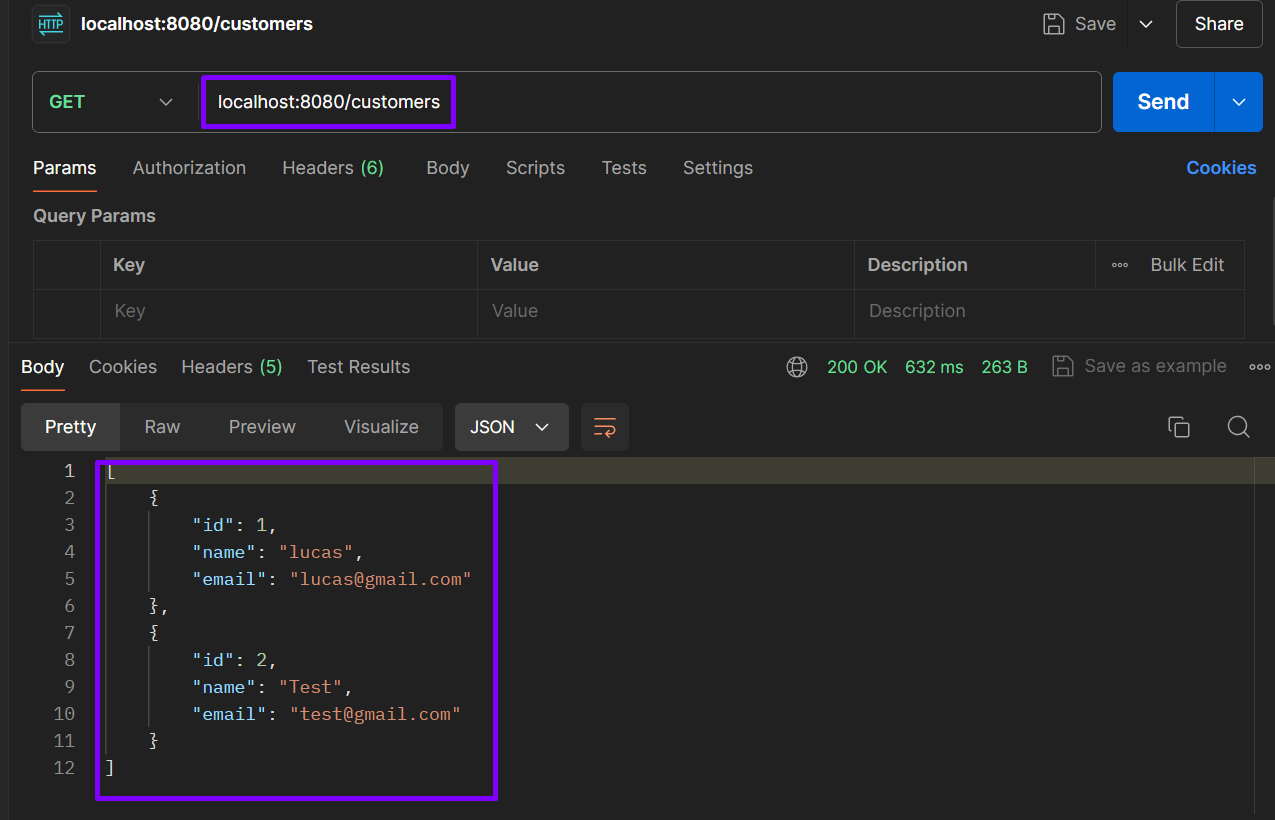 HTTP localhost:8080/customers Save Share
GET localhost:8080/customers Send
Params Authorization Headers (6) Body Scripts Tests Settings Cookies
Query Params
Key Value Description Bulk Edit
Key Value Description
Body Cookies Headers (5) Test Results 200 OK 632 ms 263 B Save as example
Pretty Raw Preview Visualize JSON
1 [
2 {
3 "id": 1,
4 "name": "lucas",
5 "email": "lucas@gmail.com"
6 },
7 {
8 "id": 2,
9 "name": "Test",
10 "email": "test@gmail.com"
11 }
12 ]